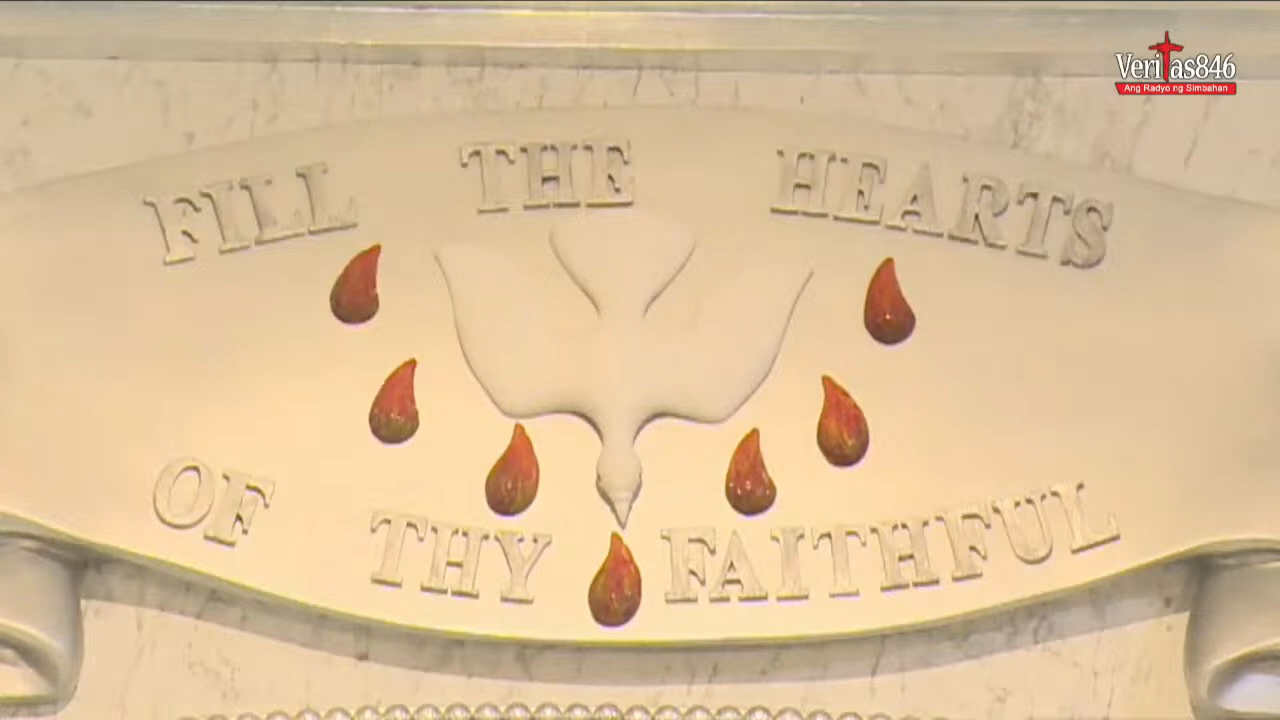 Veritas846
Ang Radyo ng Simbahan
FILL THE HEARTS
OF THY FAITHFUL